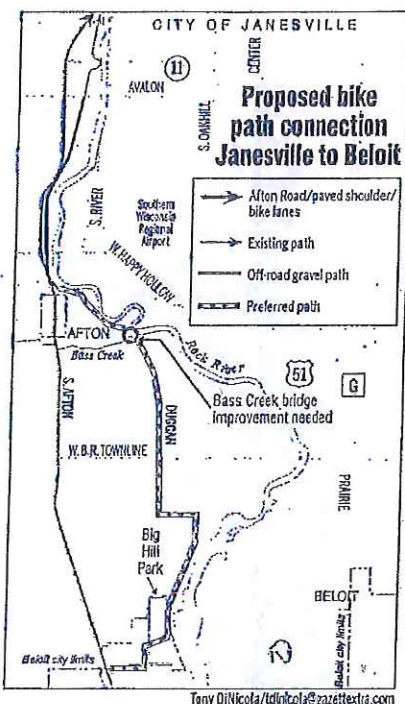 CITY OF JANESVILLE
11
AVALON
S. OAKHILL
CENTER
Proposed bike
path connection
Janesville to Beloit
Afton Road/paved shoulder/
bike lanes
Existing path
Off-road gravel path
Preferred path
S. RIVER
Southern
Wisconsin
Regional
Airport
W. HAPPY HOLLOW
AFTON
Bass Creek
Rock River
51
G
Bass Creek bridge
improvement needed
S. AFTON
DUGGAN
W. B.R. TOWNLINE
PRAIRIE
Big
Hill
Park
BELOIT
Beloit city limits
Beloit city limits
Tony DiNicola/tdinicola@gazettextra.com